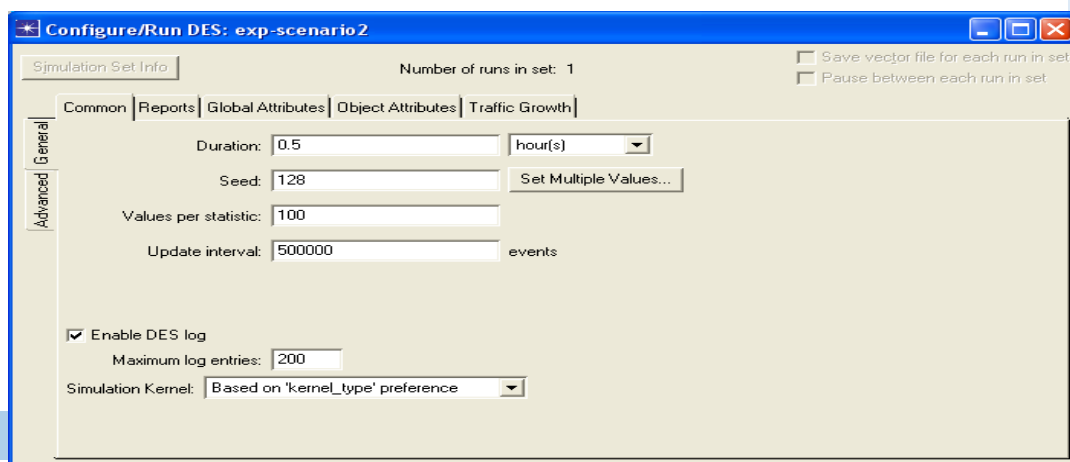 Configure/Run DES: exp-scenario2
Simulation Set Info
Number of runs in set: 1
Save vector file for each run in set
Pause between each run in set
Common Reports Global Attributes Object Attributes Traffic Growth
General
Advanced
Duration: 0.5 hour(s)
Seed: 128 Set Multiple Values...
Values per statistic: 100
Update interval: 500000 events
Enable DES log
Maximum log entries: 200
Simulation Kernel: Based on 'kernel_type' preference